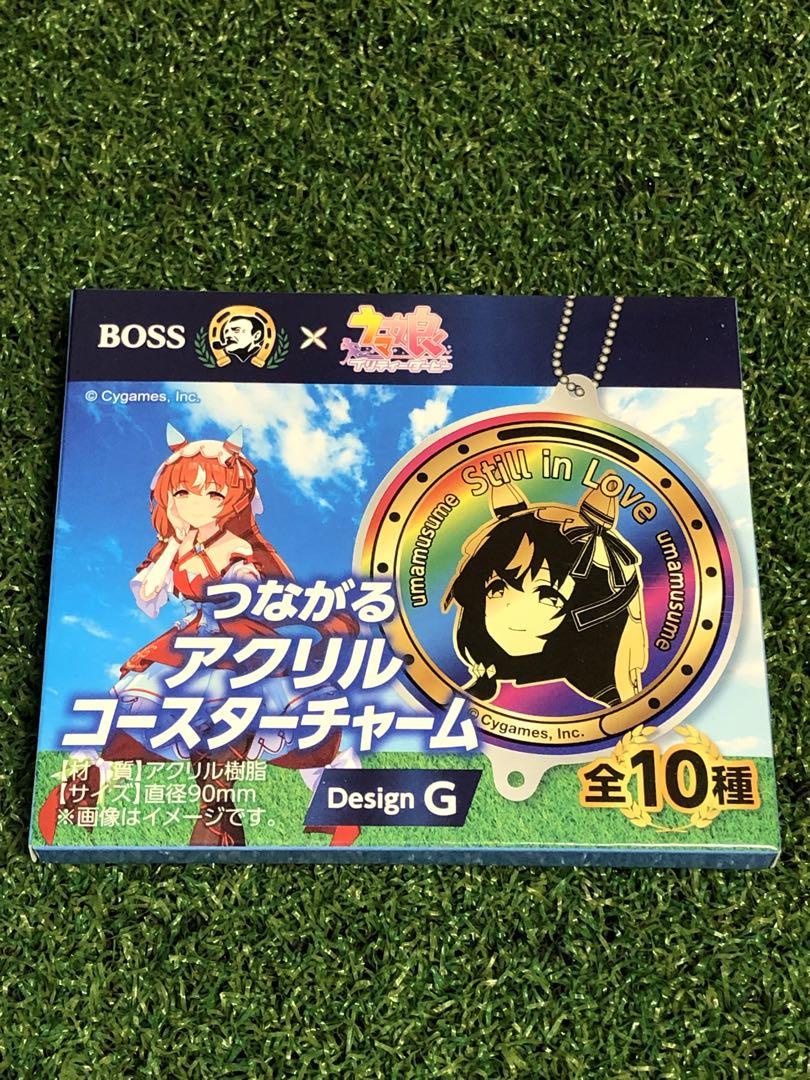 BOSS × ウマ娘
プリティーダービー
© Cygames, Inc.
Still in Love
umamusume
umamusume
つながる
アクリル
コースターチャーム
© Cygames, Inc.
【材 質】アクリル樹脂
【サイズ】直径90mm
※画像はイメージです。
Design G
全10種